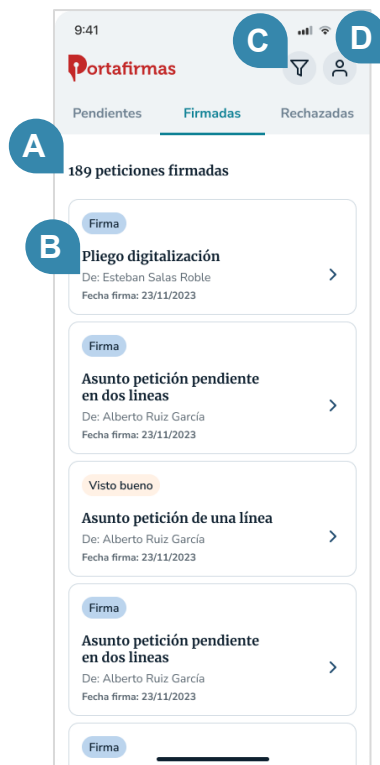 9:41
C
D
Portafirmas
Pendientes Firmadas Rechazadas
A
189 peticiones firmadas
Firma
B
Pliego digitalización
De: Esteban Salas Roble
Fecha firma: 23/11/2023
Firma
Asunto petición pendiente
en dos lineas
De: Alberto Ruiz García
Fecha firma: 23/11/2023
Visto bueno
Asunto petición de una línea
De: Alberto Ruiz García
Fecha firma: 23/11/2023
Firma
Asunto petición pendiente
en dos lineas
De: Alberto Ruiz García
Fecha firma: 23/11/2023
Firma